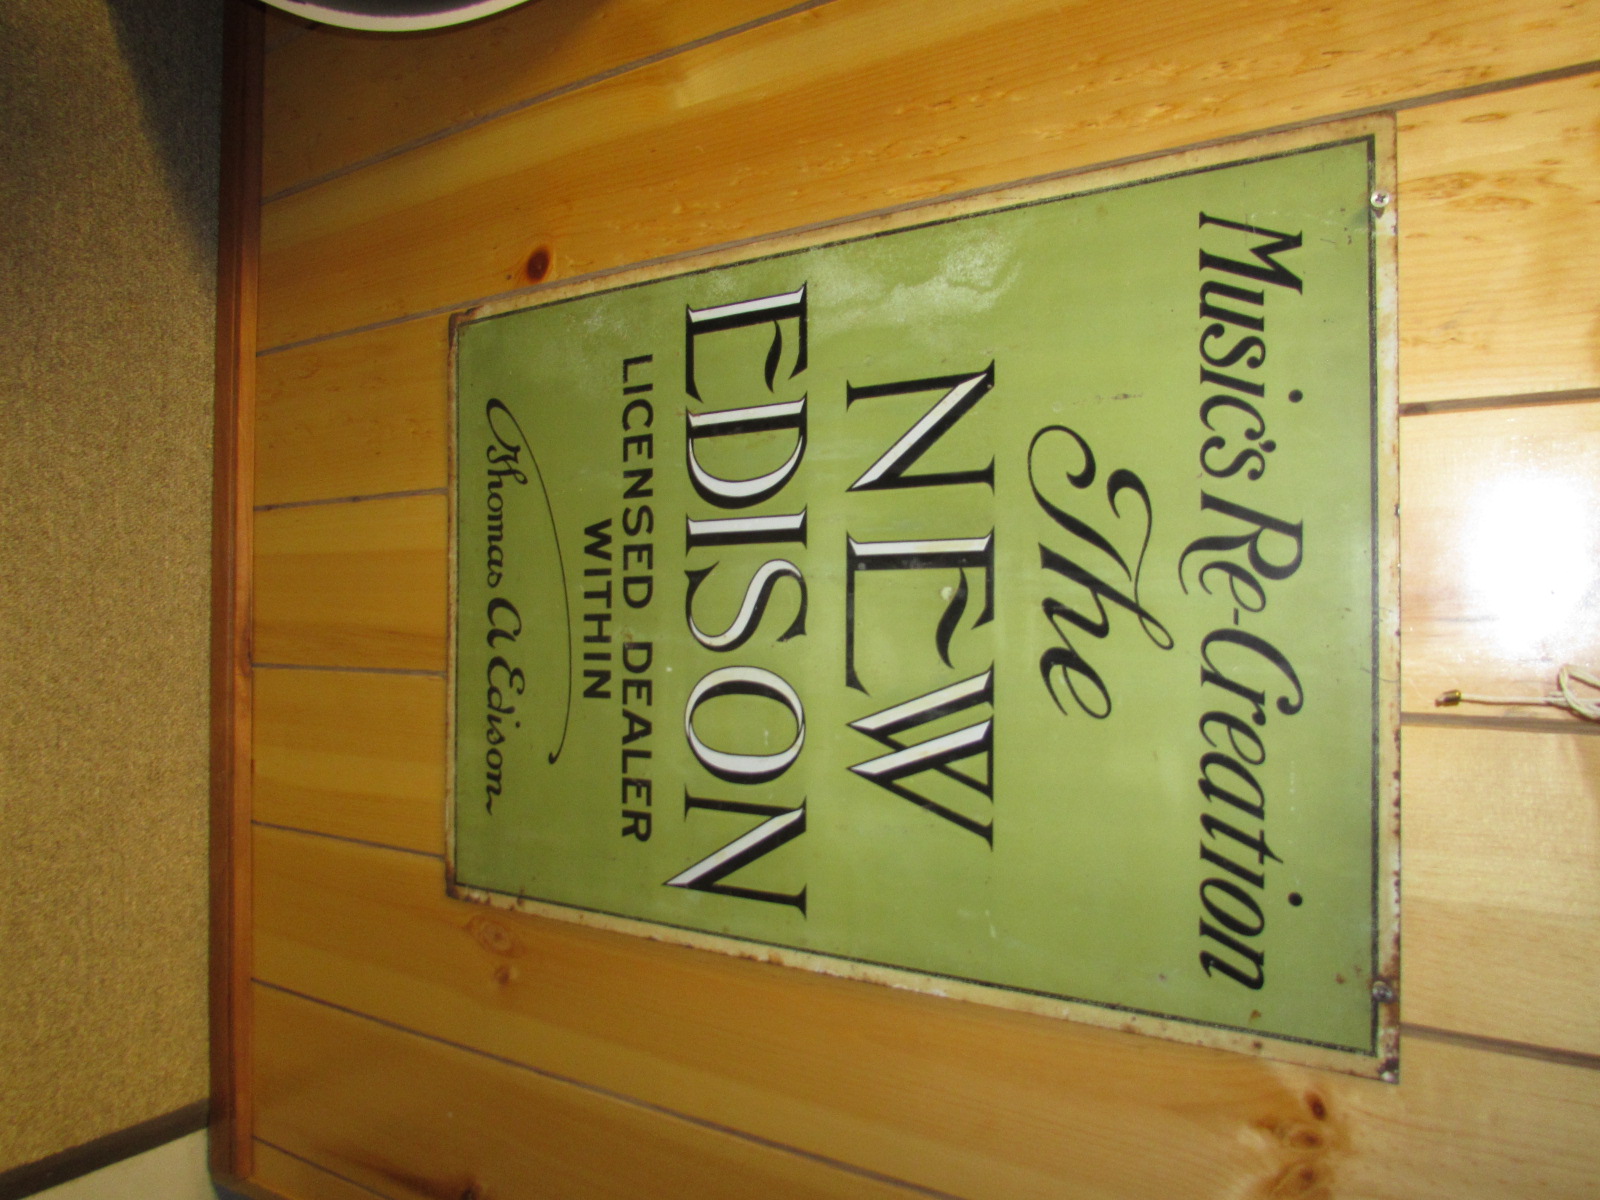 Music's Re-Creation
The
NEW
EDISON
LICENSED DEALER
WITHIN
Thomas A Edison